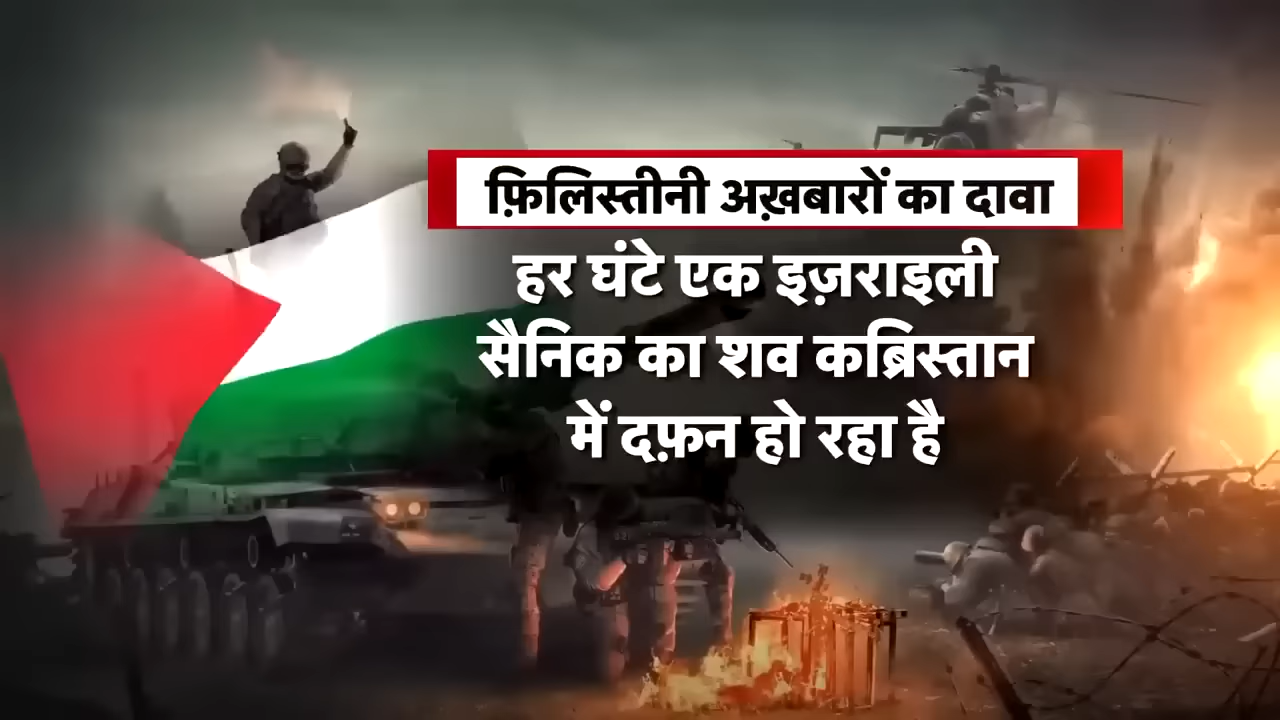 फ़िलिस्तीनी अख़बारों का दावा
हर घंटे एक इज़राइली
सैनिक का शव कब्रिस्तान
में दफ़न हो रहा है